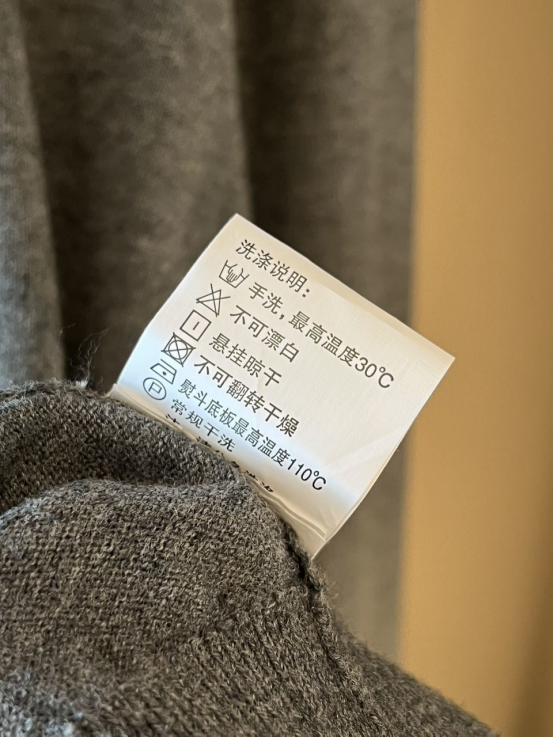 洗涤说明：
手洗，最高温度30℃
不可漂白
悬挂晾干
不可翻转干燥
熨斗底板最高温度110℃
常规干洗